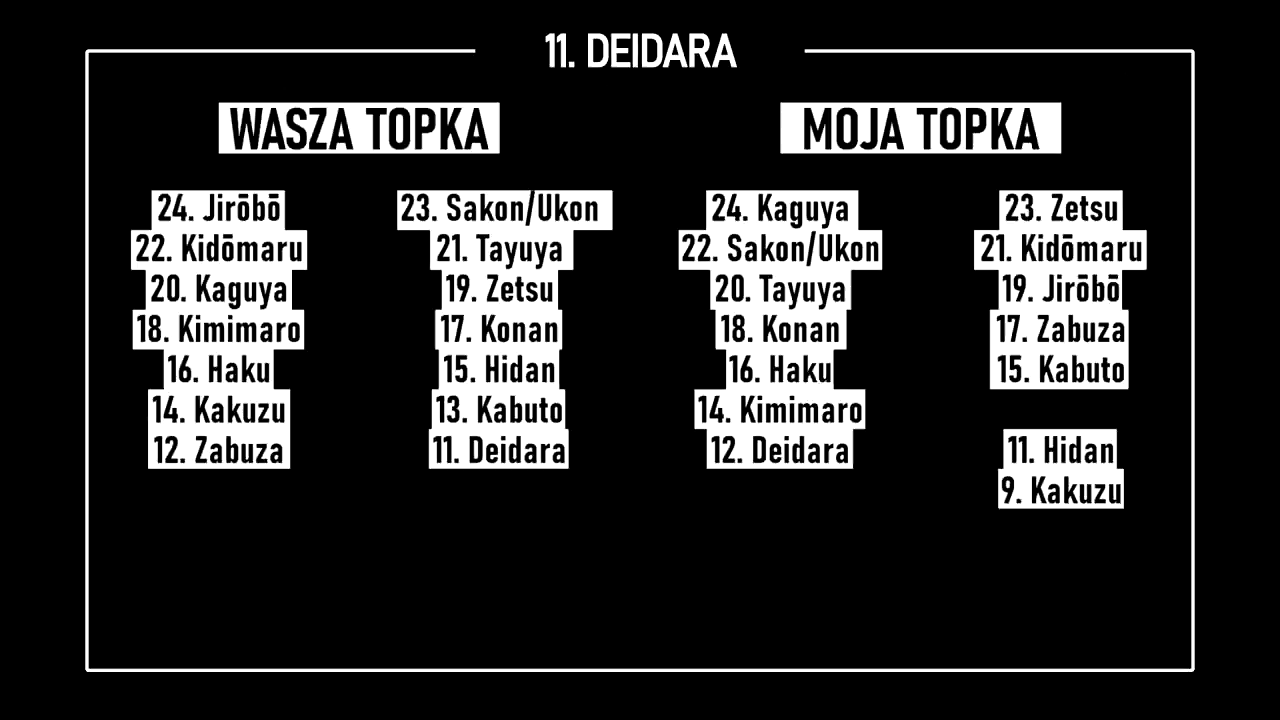 11. DEIDARA
WASZA TOPKA
24. Jirōbō
23. Sakon/Ukon
22. Kidōmaru
21. Tayuya
20. Kaguya
19. Zetsu
18. Kimimaro
17. Konan
16. Haku
15. Hidan
14. Kakuzu
13. Kabuto
12. Zabuza
11. Deidara
MOJA TOPKA
24. Kaguya
23. Zetsu
22. Sakon/Ukon
21. Kidōmaru
20. Tayuya
19. Jirōbō
18. Konan
17. Zabuza
16. Haku
15. Kabuto
14. Kimimaro
12. Deidara
11. Hidan
9. Kakuzu